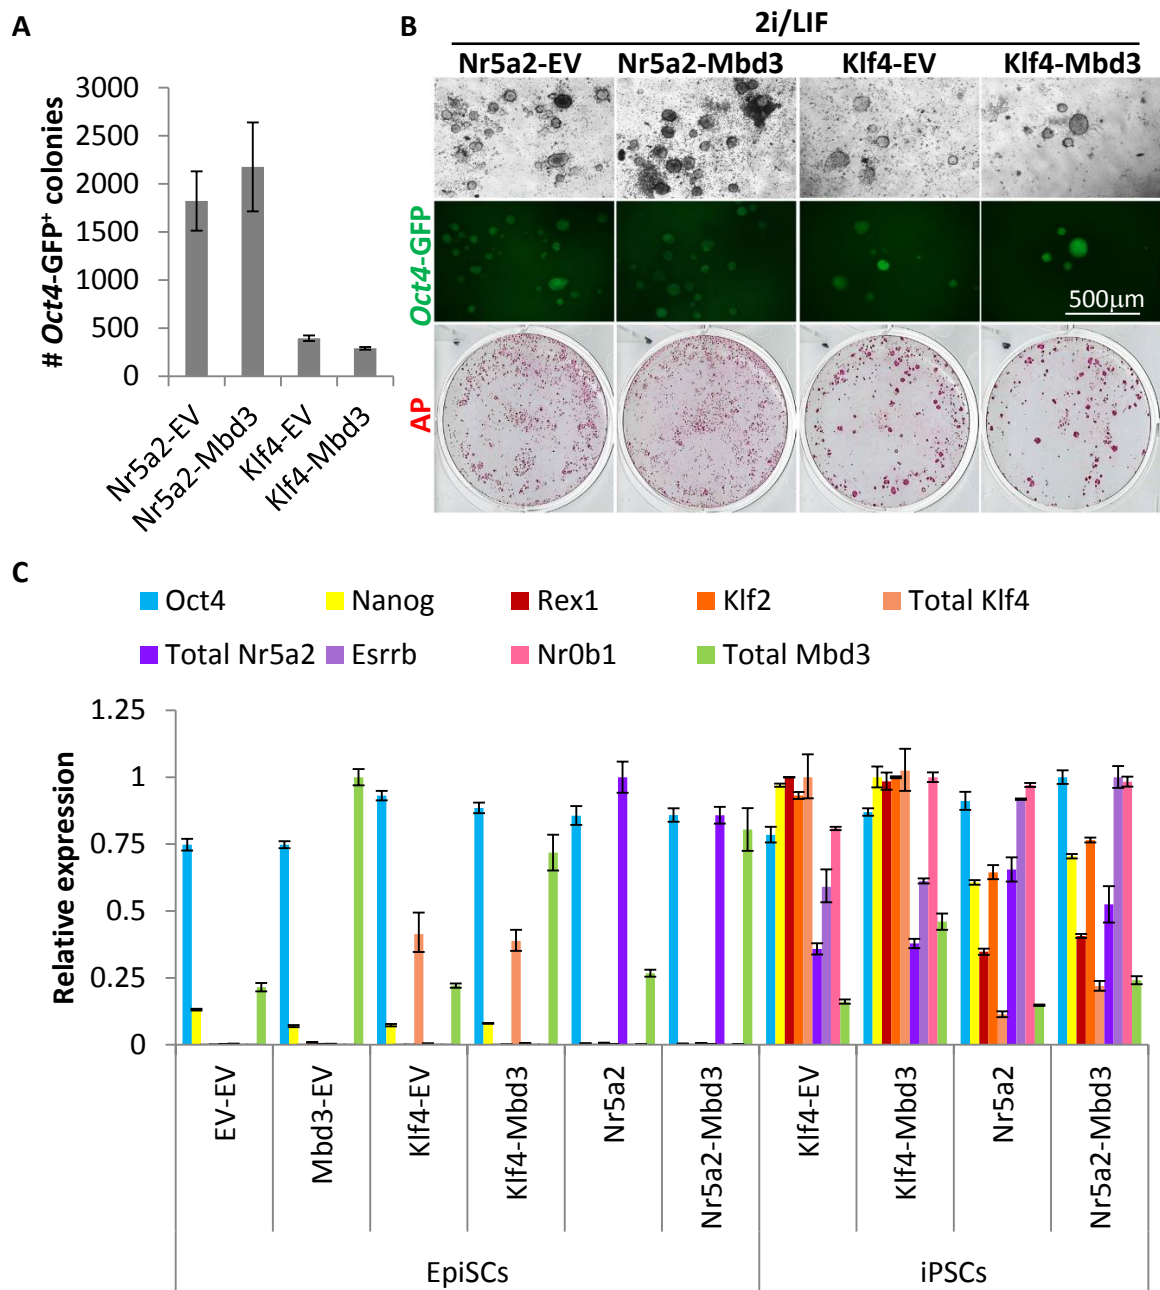 A
# Oct4-GFP+ colonies
3000
2500
2000
1500
1000
500
0
Nr5a2-EV
Nr5a2-Mbd3
Klf4-EV
Klf4-Mbd3
B
2i/LIF
Nr5a2-EV Nr5a2-Mbd3 Klf4-EV Klf4-Mbd3
Oct4-GFP
500µm
AP
C
Oct4 Nanog Rex1 Klf2 Total Klf4
Total Nr5a2 Esrrb Nr0b1 Total Mbd3
Relative expression
1.25
1
0.75
0.5
0.25
0
EV-EV
Mbd3-EV
Klf4-EV
Klf4-Mbd3
Nr5a2
Nr5a2-Mbd3
Klf4-EV
Klf4-Mbd3
Nr5a2
Nr5a2-Mbd3
EpiSCs iPSCs